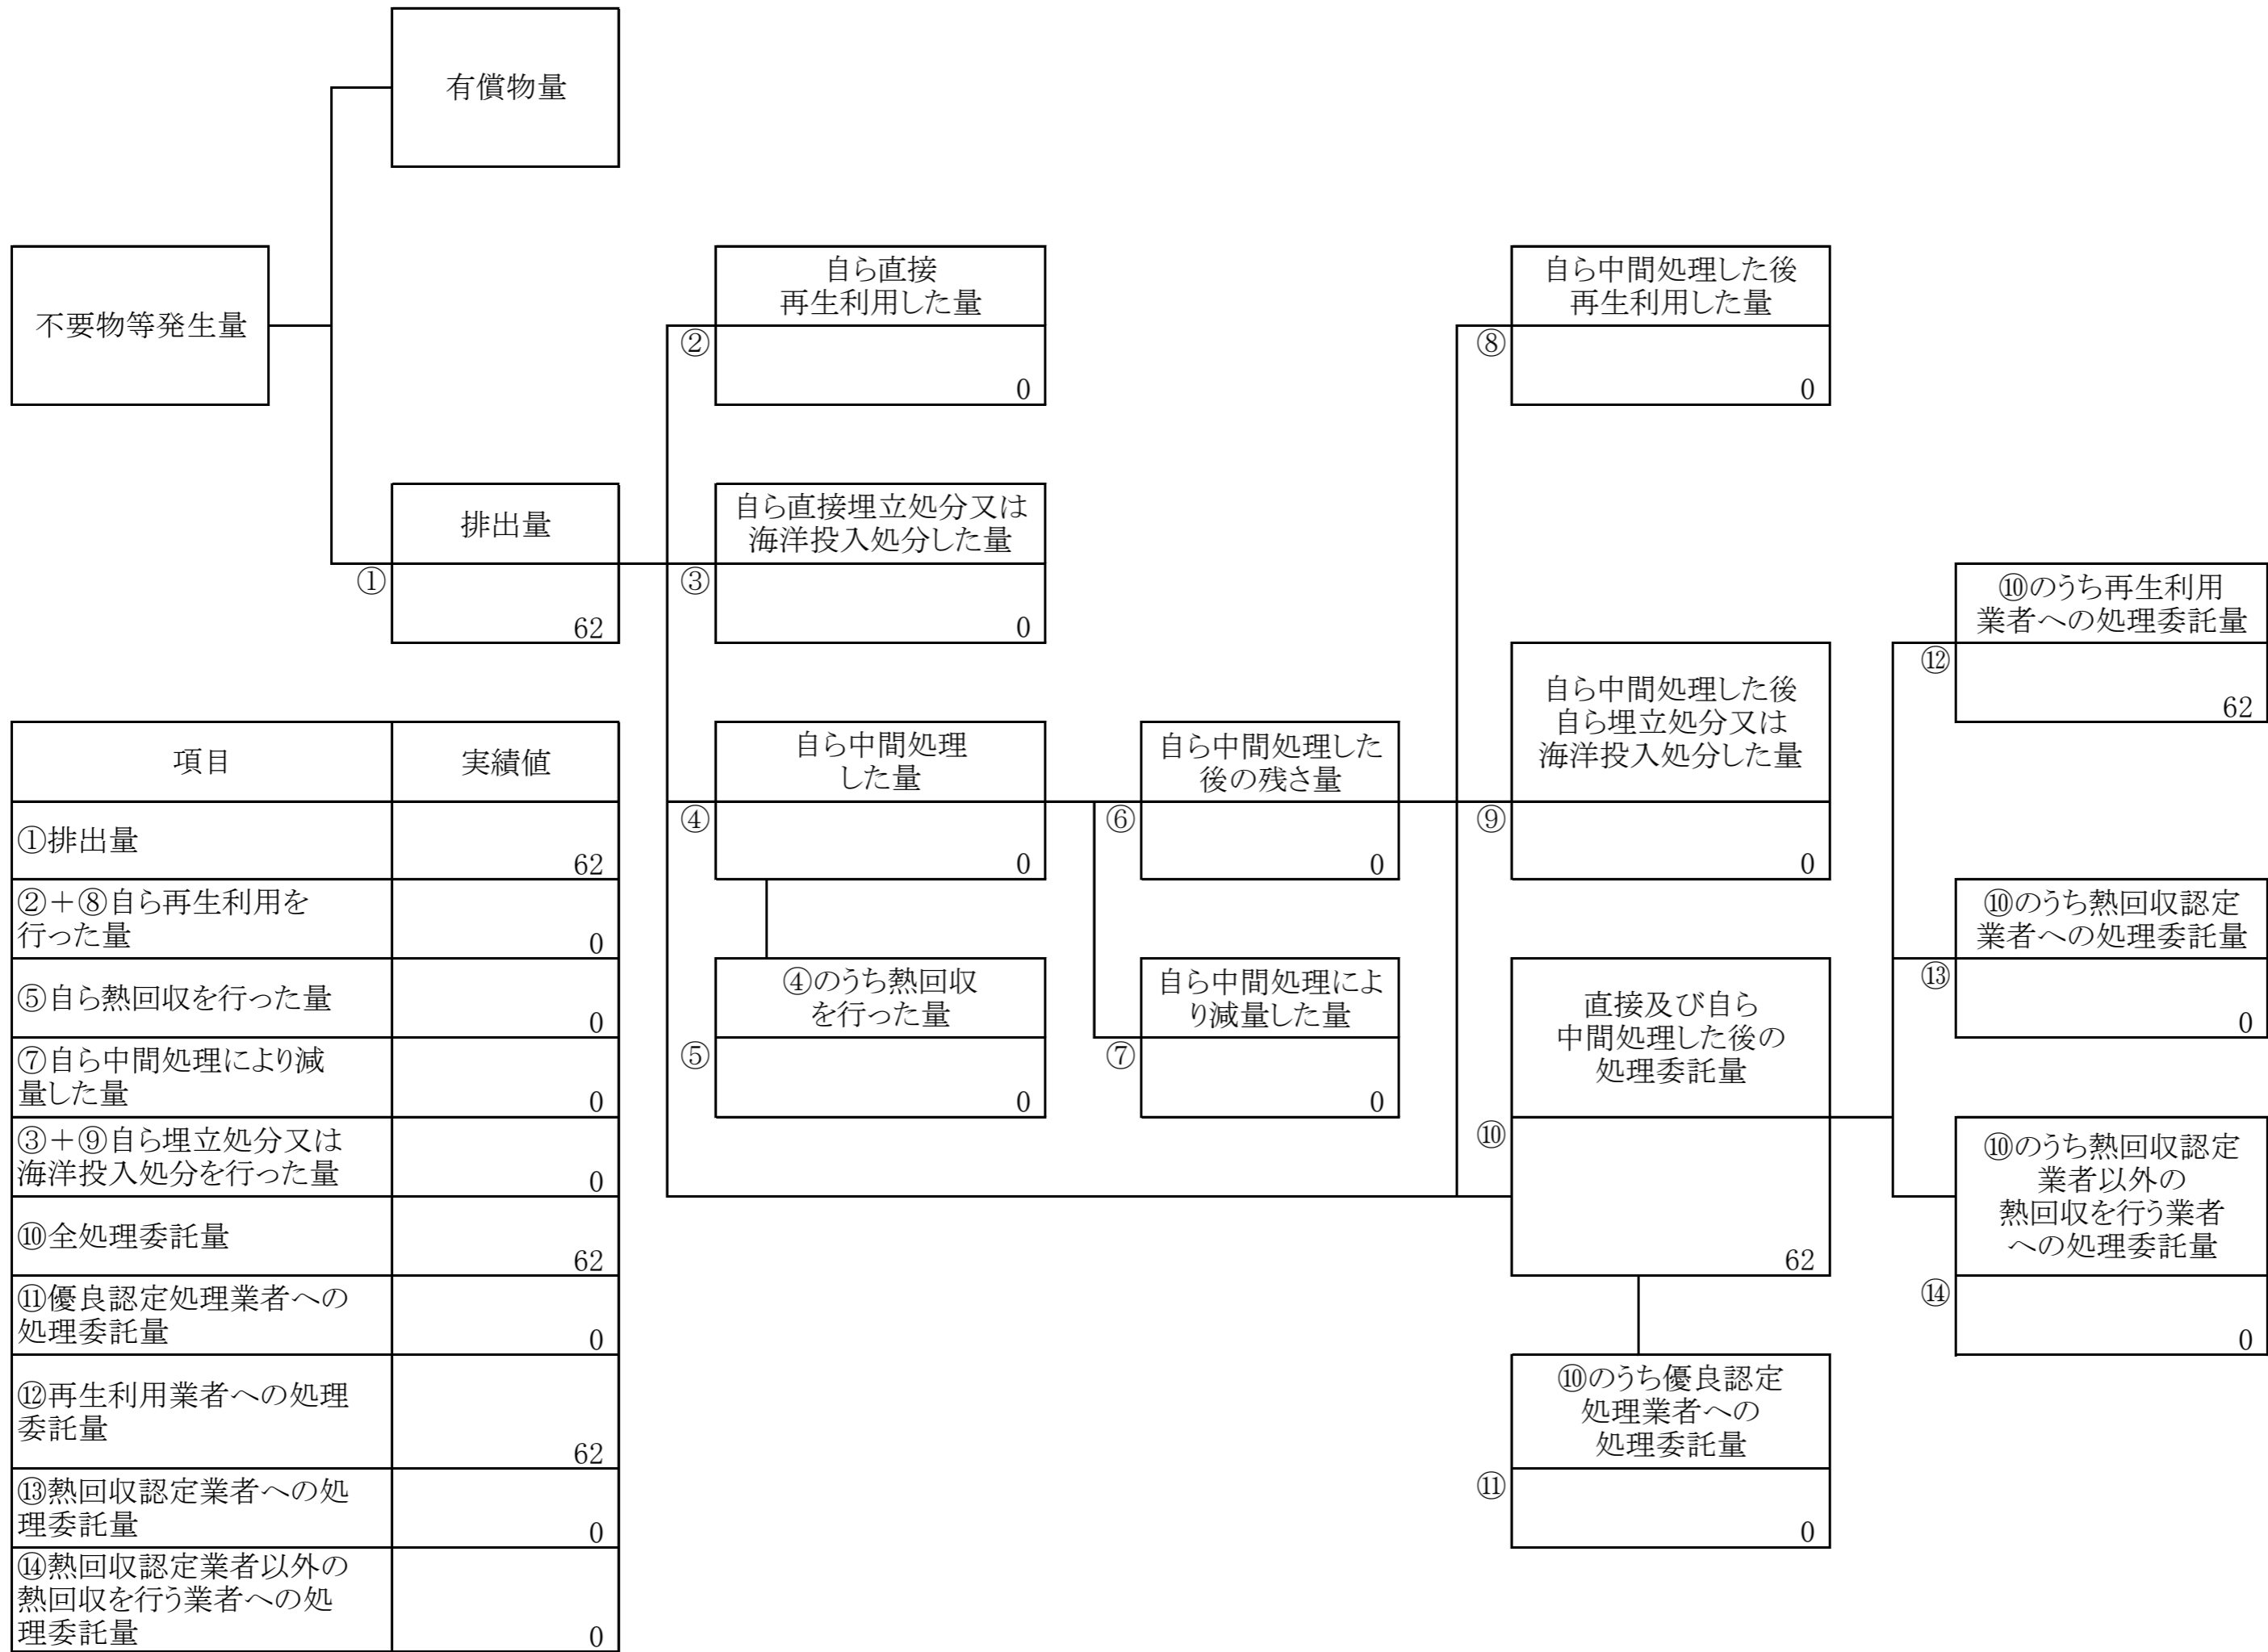 有償物量
不要物等発生量
自ら直接
再生利用した量
②
0
自ら中間処理した後
再生利用した量
⑧
0
排出量
①
62
自ら直接埋立処分又は
海洋投入処分した量
③
0
⑩のうち再生利用
業者への処理委託量
⑫
62
自ら中間処理
した量
④
0
自ら中間処理した
後の残さ量
⑥
0
自ら中間処理した後
自ら埋立処分又は
海洋投入処分した量
⑨
0
⑩のうち熱回収認定
業者への処理委託量
⑬
0
④のうち熱回収
を行った量
⑤
0
自ら中間処理によ
り減量した量
⑦
0
直接及び自ら
中間処理した後の
処理委託量
⑩
62
⑩のうち熱回収認定
業者以外の
熱回収を行う業者
への処理委託量
⑭
0
⑩のうち優良認定
処理業者への
処理委託量
⑪
0
項目
実績値
①排出量
62
②＋⑧自ら再生利用を
行った量
0
⑤自ら熱回収を行った量
0
⑦自ら中間処理により減
量した量
0
③＋⑨自ら埋立処分又は
海洋投入処分を行った量
0
⑩全処理委託量
62
⑪優良認定処理業者への
処理委託量
0
⑫再生利用業者への処理
委託量
62
⑬熱回収認定業者への処
理委託量
0
⑭熱回収認定業者以外の
熱回収を行う業者への処
理委託量
0